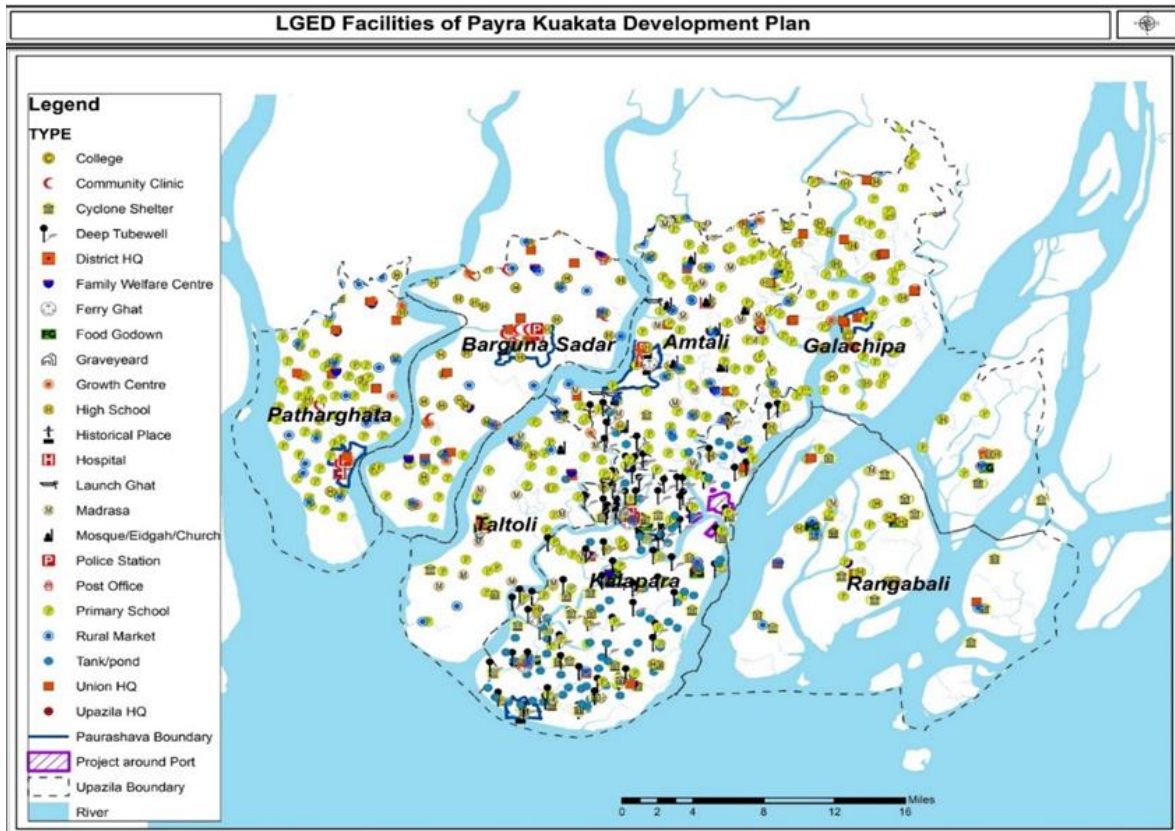 LGED Facilities of Payra Kuakata Development Plan
Legend
TYPE
College
Community Clinic
Cyclone Shelter
Deep Tubewell
District HQ
Family Welfare Centre
Ferry Ghat
FG Food Godown
Graveyeard
Growth Centre
H High School
Historical Place
H Hospital
Launch Ghat
M Madrasa
Mosque/Eidgah/Church
P Police Station
Post Office
P Primary School
Rural Market
Tank/pond
Union HQ
Upazila HQ
Paurashava Boundary
Project around Port
Upazila Boundary
River
Barguna Sadar
Amtali
Galachipa
Patharghata
Taltoli
Kalapara
Rangabali
Miles
0 2 4 8 12 16